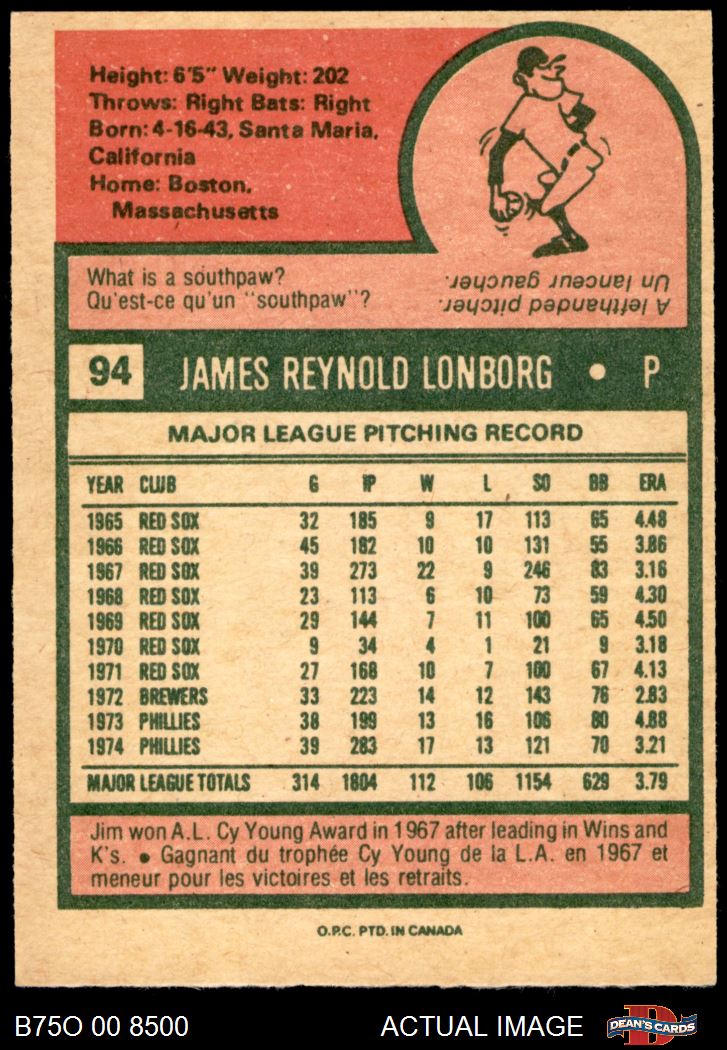 Height: 6'5" Weight: 202
Throws: Right Bats: Right
Born: 4-16-43, Santa Maria,
California
Home: Boston,
Massachusetts
What is a southpaw?
Qu'est-ce qu'un "southpaw"?
A lefthanded pitcher.
Un lanceur gaucher.
94 JAMES REYNOLD LONBORG • P
MAJOR LEAGUE PITCHING RECORD
YEAR CLUB G IP W L SO BB ERA
1965 RED SOX 32 185 9 17 113 65 4.48
1966 RED SOX 45 182 10 10 131 55 3.86
1967 RED SOX 39 273 22 9 246 83 3.16
1968 RED SOX 23 113 6 10 73 59 4.30
1969 RED SOX 29 144 7 11 100 65 4.50
1970 RED SOX 9 34 4 1 21 9 3.18
1971 RED SOX 27 168 10 7 100 67 4.13
1972 BREWERS 33 223 14 12 143 76 2.83
1973 PHILLIES 38 199 13 16 106 80 4.88
1974 PHILLIES 39 283 17 13 121 70 3.21
MAJOR LEAGUE TOTALS 314 1804 112 106 1154 629 3.79
Jim won A.L. Cy Young Award in 1967 after leading in Wins and
K's. • Gagnant du trophée Cy Young de la L.A. en 1967 et
meneur pour les victoires et les retraits.
O.P.C. PTD. IN CANADA
B75O 00 8500 ACTUAL IMAGE DEAN'S CARDS